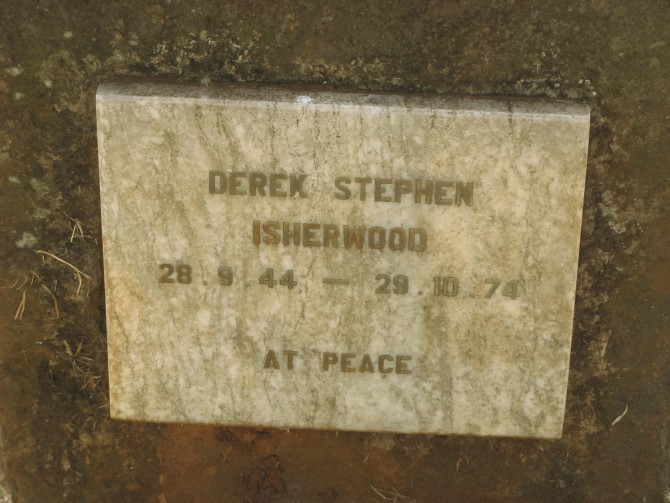 DEREK STEPHEN
ISHERWOOD
28.9.44 — 29.10.74
AT PEACE